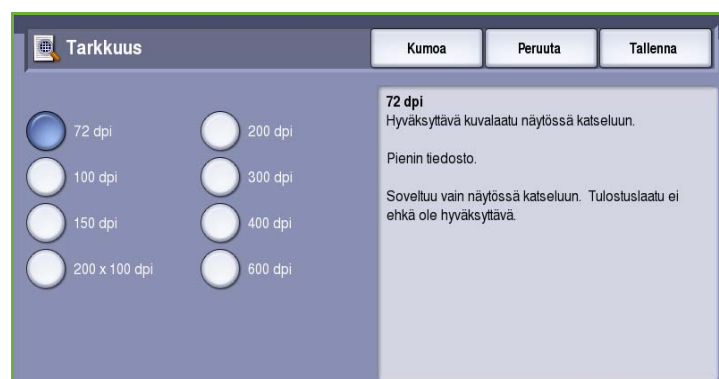 Tarkkuus
Kumoa
Peruuta
Tallenna
72 dpi
200 dpi
100 dpi
300 dpi
150 dpi
400 dpi
200 x 100 dpi
600 dpi
72 dpi
Hyväksyttävä kuvalaatu näytössä katseluun.
Pienin tiedosto.
Soveltuu vain näytössä katseluun. Tulostuslaatu ei
ehkä ole hyväksyttävä.